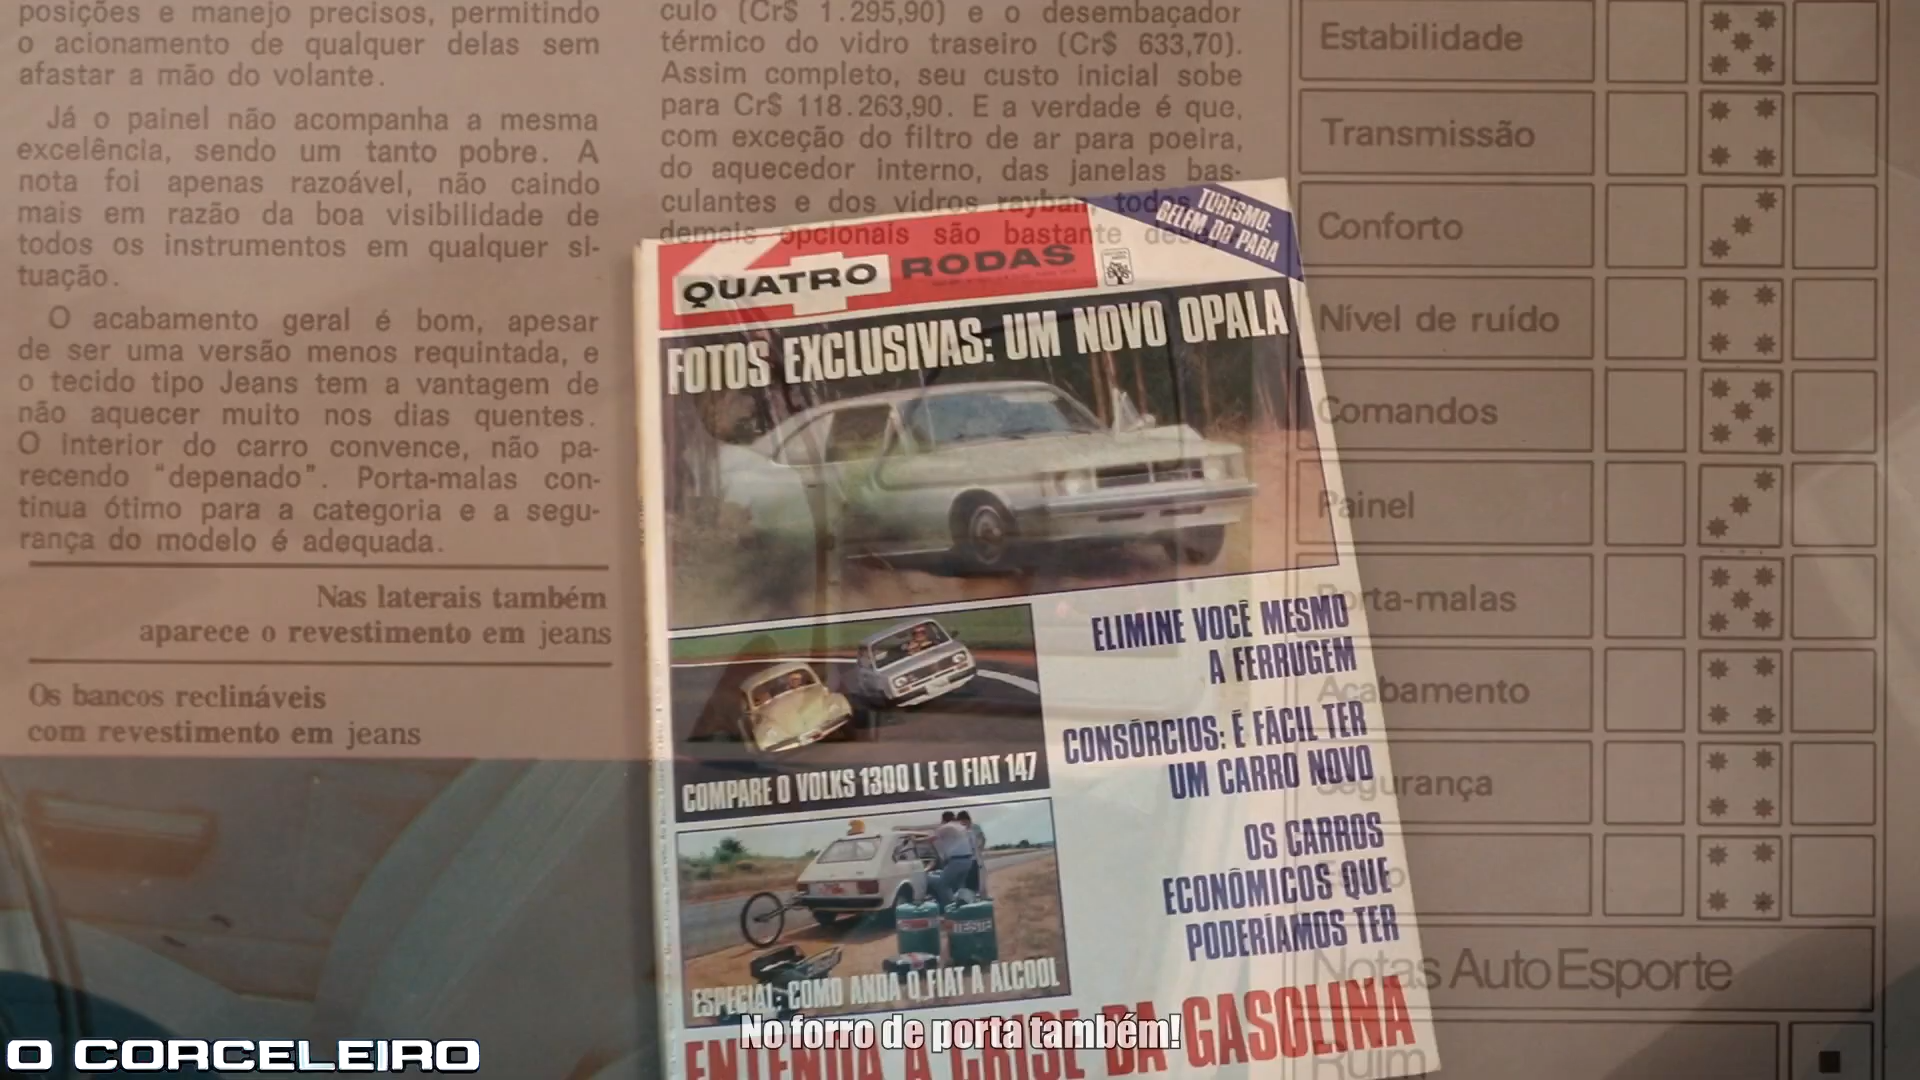 posições e manejo precisos, permitindo
o acionamento de qualquer delas sem
afastar a mão do volante.
Já o painel não acompanha a mesma
excelência, sendo um tanto pobre. A
nota foi apenas razoável, não caindo
mais em razão da boa visibilidade de
todos os instrumentos em qualquer si-
tuação.
O acabamento geral é bom, apesar
de ser uma versão menos requintada, e
o tecido tipo Jeans tem a vantagem de
não aquecer muito nos dias quentes.
O interior do carro convence, não pa-
recendo "depenado". Porta-malas con-
tinua ótimo para a categoria e a segu-
rança do modelo é adequada.
Nas laterais também
aparece o revestimento em jeans
Os bancos reclináveis
com revestimento em jeans
culo (Cr$ 1.295,90) e o desembaçador
térmico do vidro traseiro (Cr$ 633,70).
Assim completo, seu custo inicial sobe
para Cr$ 118.263,90. E a verdade é que,
com exceção do filtro de ar para poeira,
do aquecedor interno, das janelas bas-
culantes e dos vidros rayban, todos
demais opcionais são bastante
TURISMO:
BELÉM DO PARÁ
QUATRO RODAS
FOTOS EXCLUSIVAS: UM NOVO OPALA
COMPARE O VOLKS 1300 L E O FIAT 147
TESTE
ESPECIAL: COMO ANDA O FIAT A ALCOOL
ELIMINE VOCÊ MESMO
A FERRUGEM
CONSÓRCIOS: É FÁCIL TER
UM CARRO NOVO
OS CARROS
ECONÔMICOS QUE
PODERÍAMOS TER
ENTENDA A CRISE DA GASOLINA
Estabilidade
Transmissão
Conforto
Nível de ruído
Comandos
Painel
Porta-malas
Acabamento
Segurança
Notas AutoEsporte
Ruim
No forro de porta também!
O CORCELEIRO